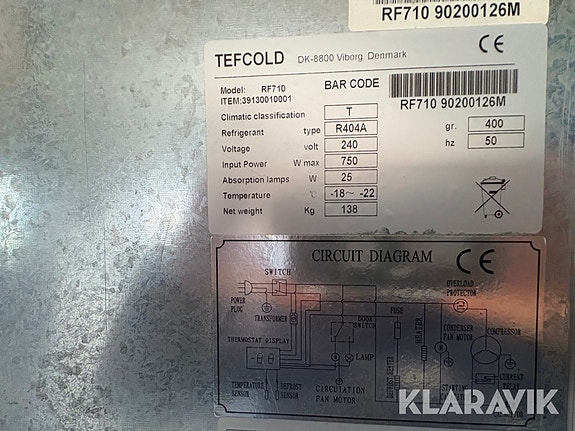 RF710 90200126M
TEFCOLD DK-8800 Viborg Denmark CE
Model: RF710 BAR CODE
ITEM:39130010001
RF710 90200126M
Climatic classification T
Refrigerant type R404A gr. 400
Voltage volt 240 hz 50
Input Power W max 750
Absorption lamps W 25
Temperature °C -18～ -22
Net weight Kg 138
CIRCUIT DIAGRAM CE
SWITCH
OVERLOAD
PROTECTOR
POWER
PLUG
TRANSFORMER
DOOR
SWITCH
FUSE
HEATER
CONDENSER
FAN MOTOR
COMPRESSOR
THERMOSTAT DISPLAY
LAMP
DEFROST HEATER
TEMPERATURE
SENSOR
DEFROST
SENSOR
CIRCULATION
FAN MOTOR
STARTING
CURRENT
RELAY
KLARAVIK